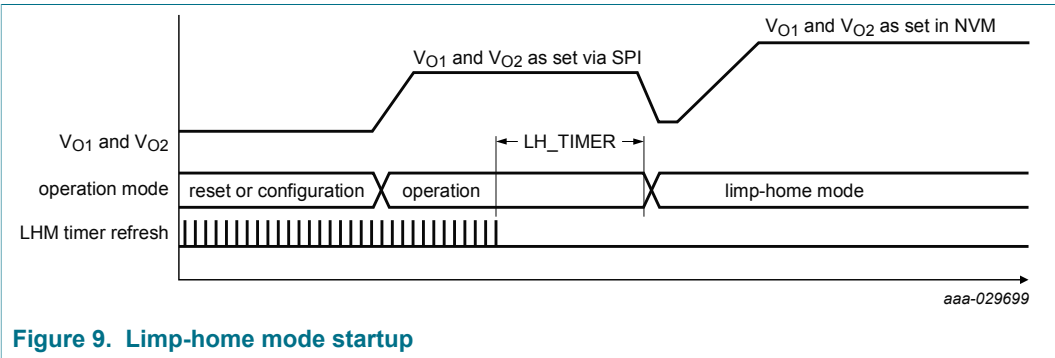 VO1 and VO2 as set in NVM
VO1 and VO2 as set via SPI
VO1 and VO2
LH_TIMER
operation mode
reset or configuration
operation
limp-home mode
LHM timer refresh
aaa-029699
Figure 9. Limp-home mode startup